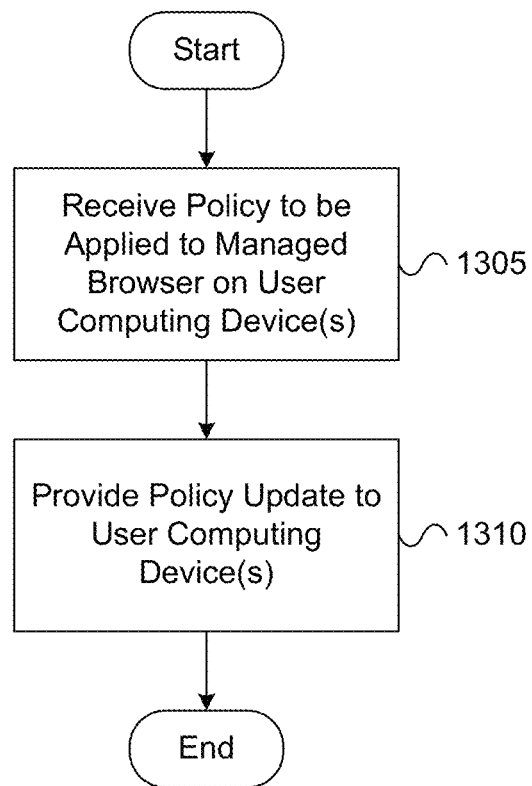 Start
Receive Policy to be
Applied to Managed
Browser on User
Computing Device(s)
1305
Provide Policy Update to
User Computing
Device(s)
1310
End